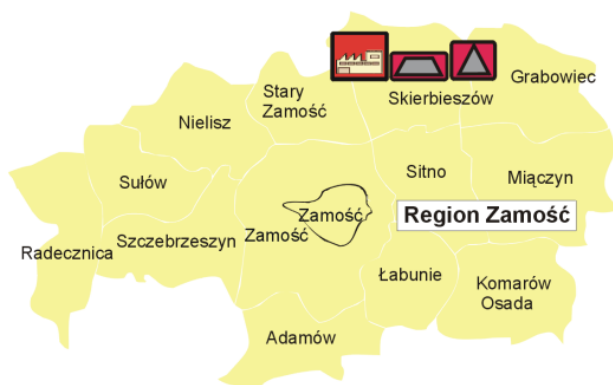 Grabowiec
Stary
Zamość
Skierbieszów
Nielisz
Sitno
Miączyn
Sułów
Zamość
Region Zamość
Zamość
Szczebrzeszyn
Radecznica
Łabunie
Komarów
Osada
Adamów